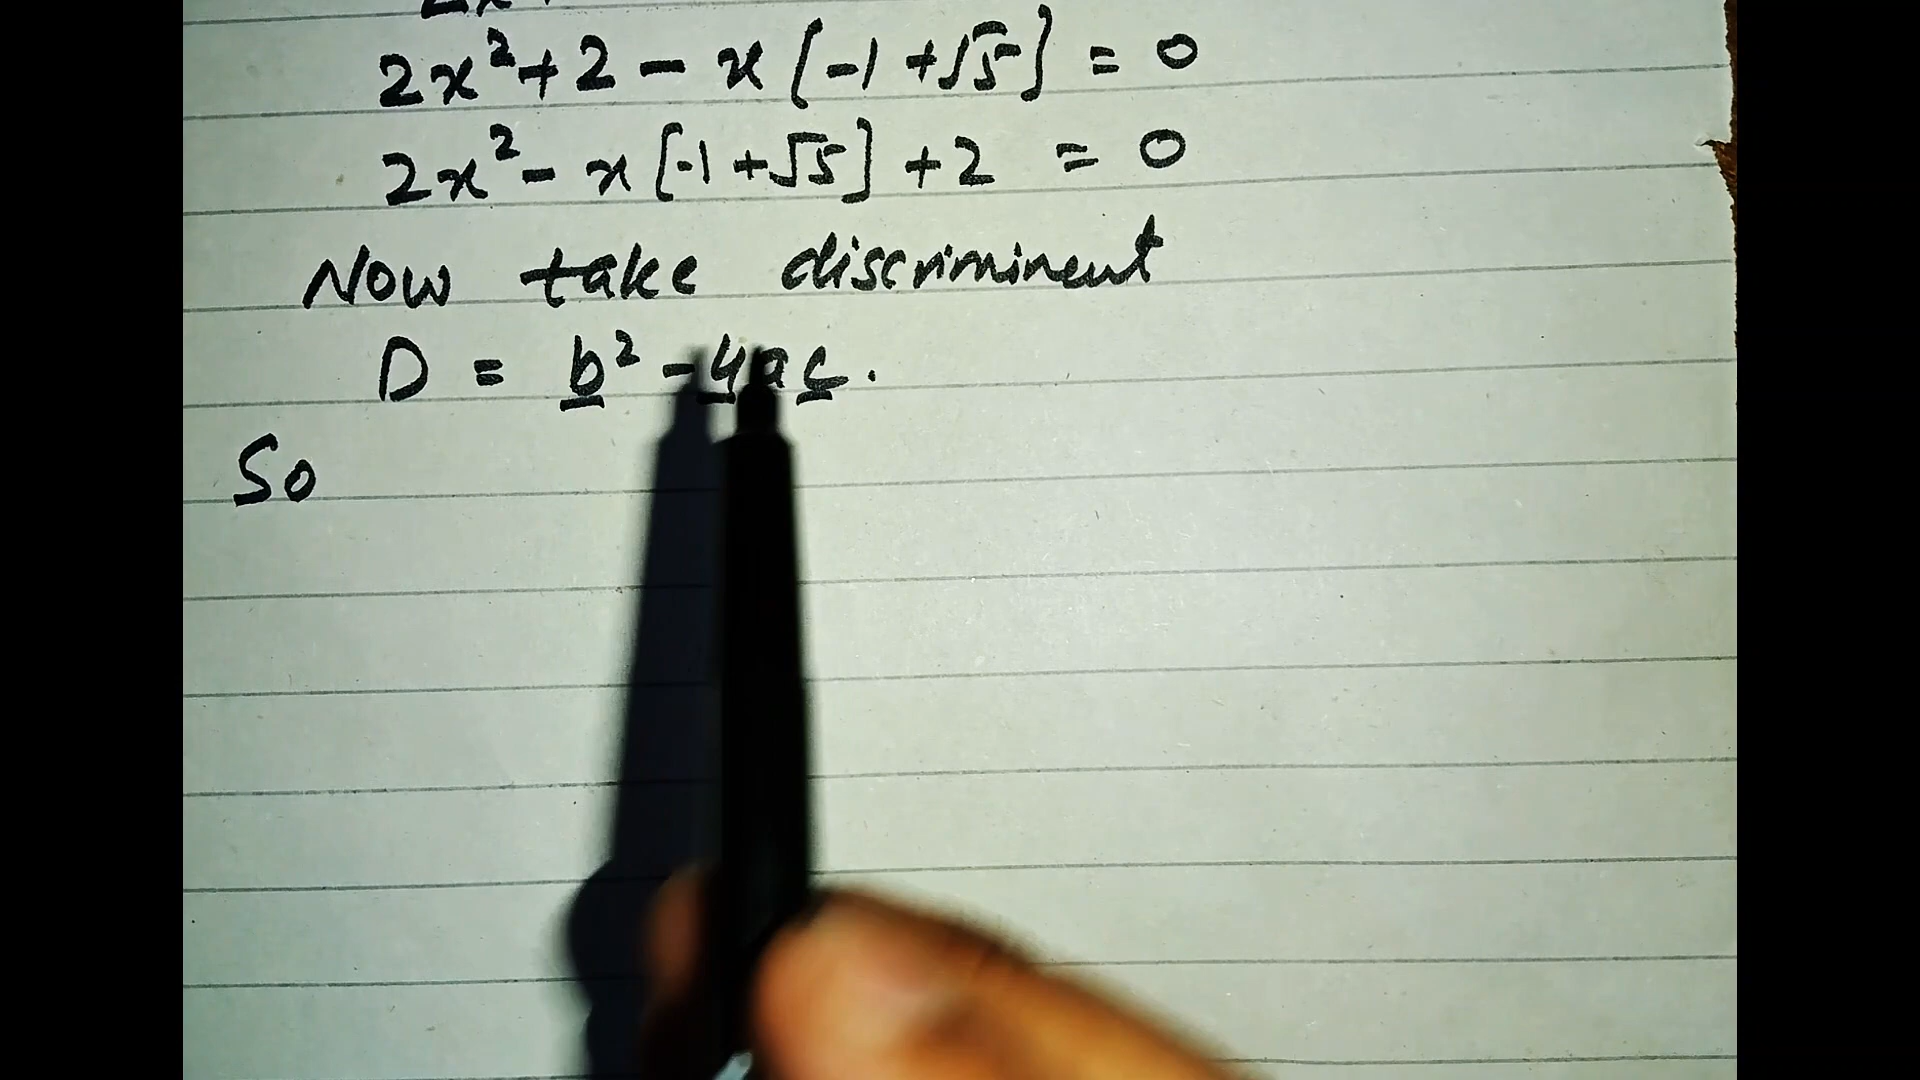 2x² + 2 - x [-1 + √5] = 0
2x² - x [-1 + √5] + 2 = 0
Now take discriminent
D = b² - 4ac.
So